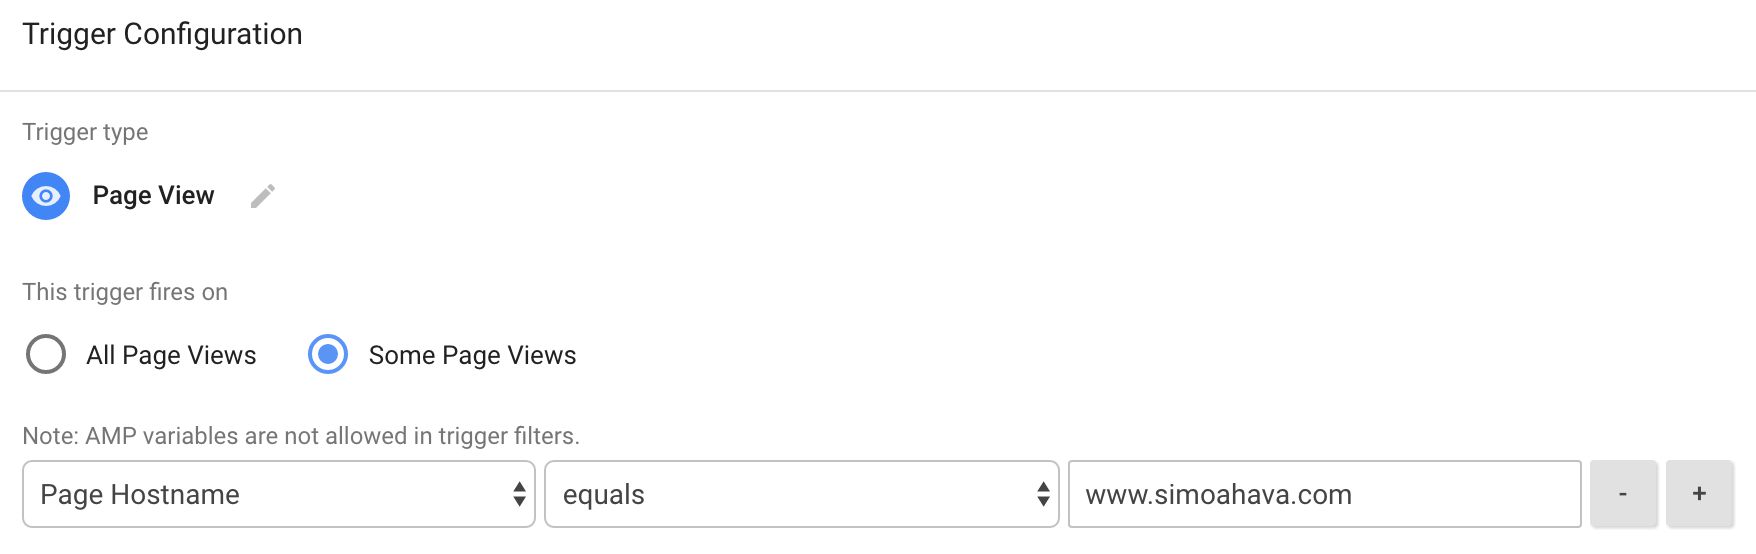 Trigger Configuration
Trigger type
Page View
This trigger fires on
All Page Views Some Page Views
Note: AMP variables are not allowed in trigger filters.
Page Hostname equals www.simoahava.com - +